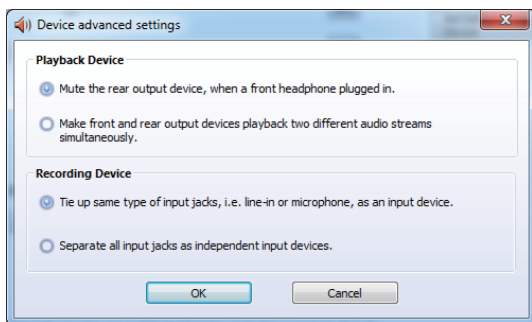 Device advanced settings
Playback Device
Mute the rear output device, when a front headphone plugged in.
Make front and rear output devices playback two different audio streams
simultaneously.
Recording Device
Tie up same type of input jacks, i.e. line-in or microphone, as an input device.
Separate all input jacks as independent input devices.
OK
Cancel